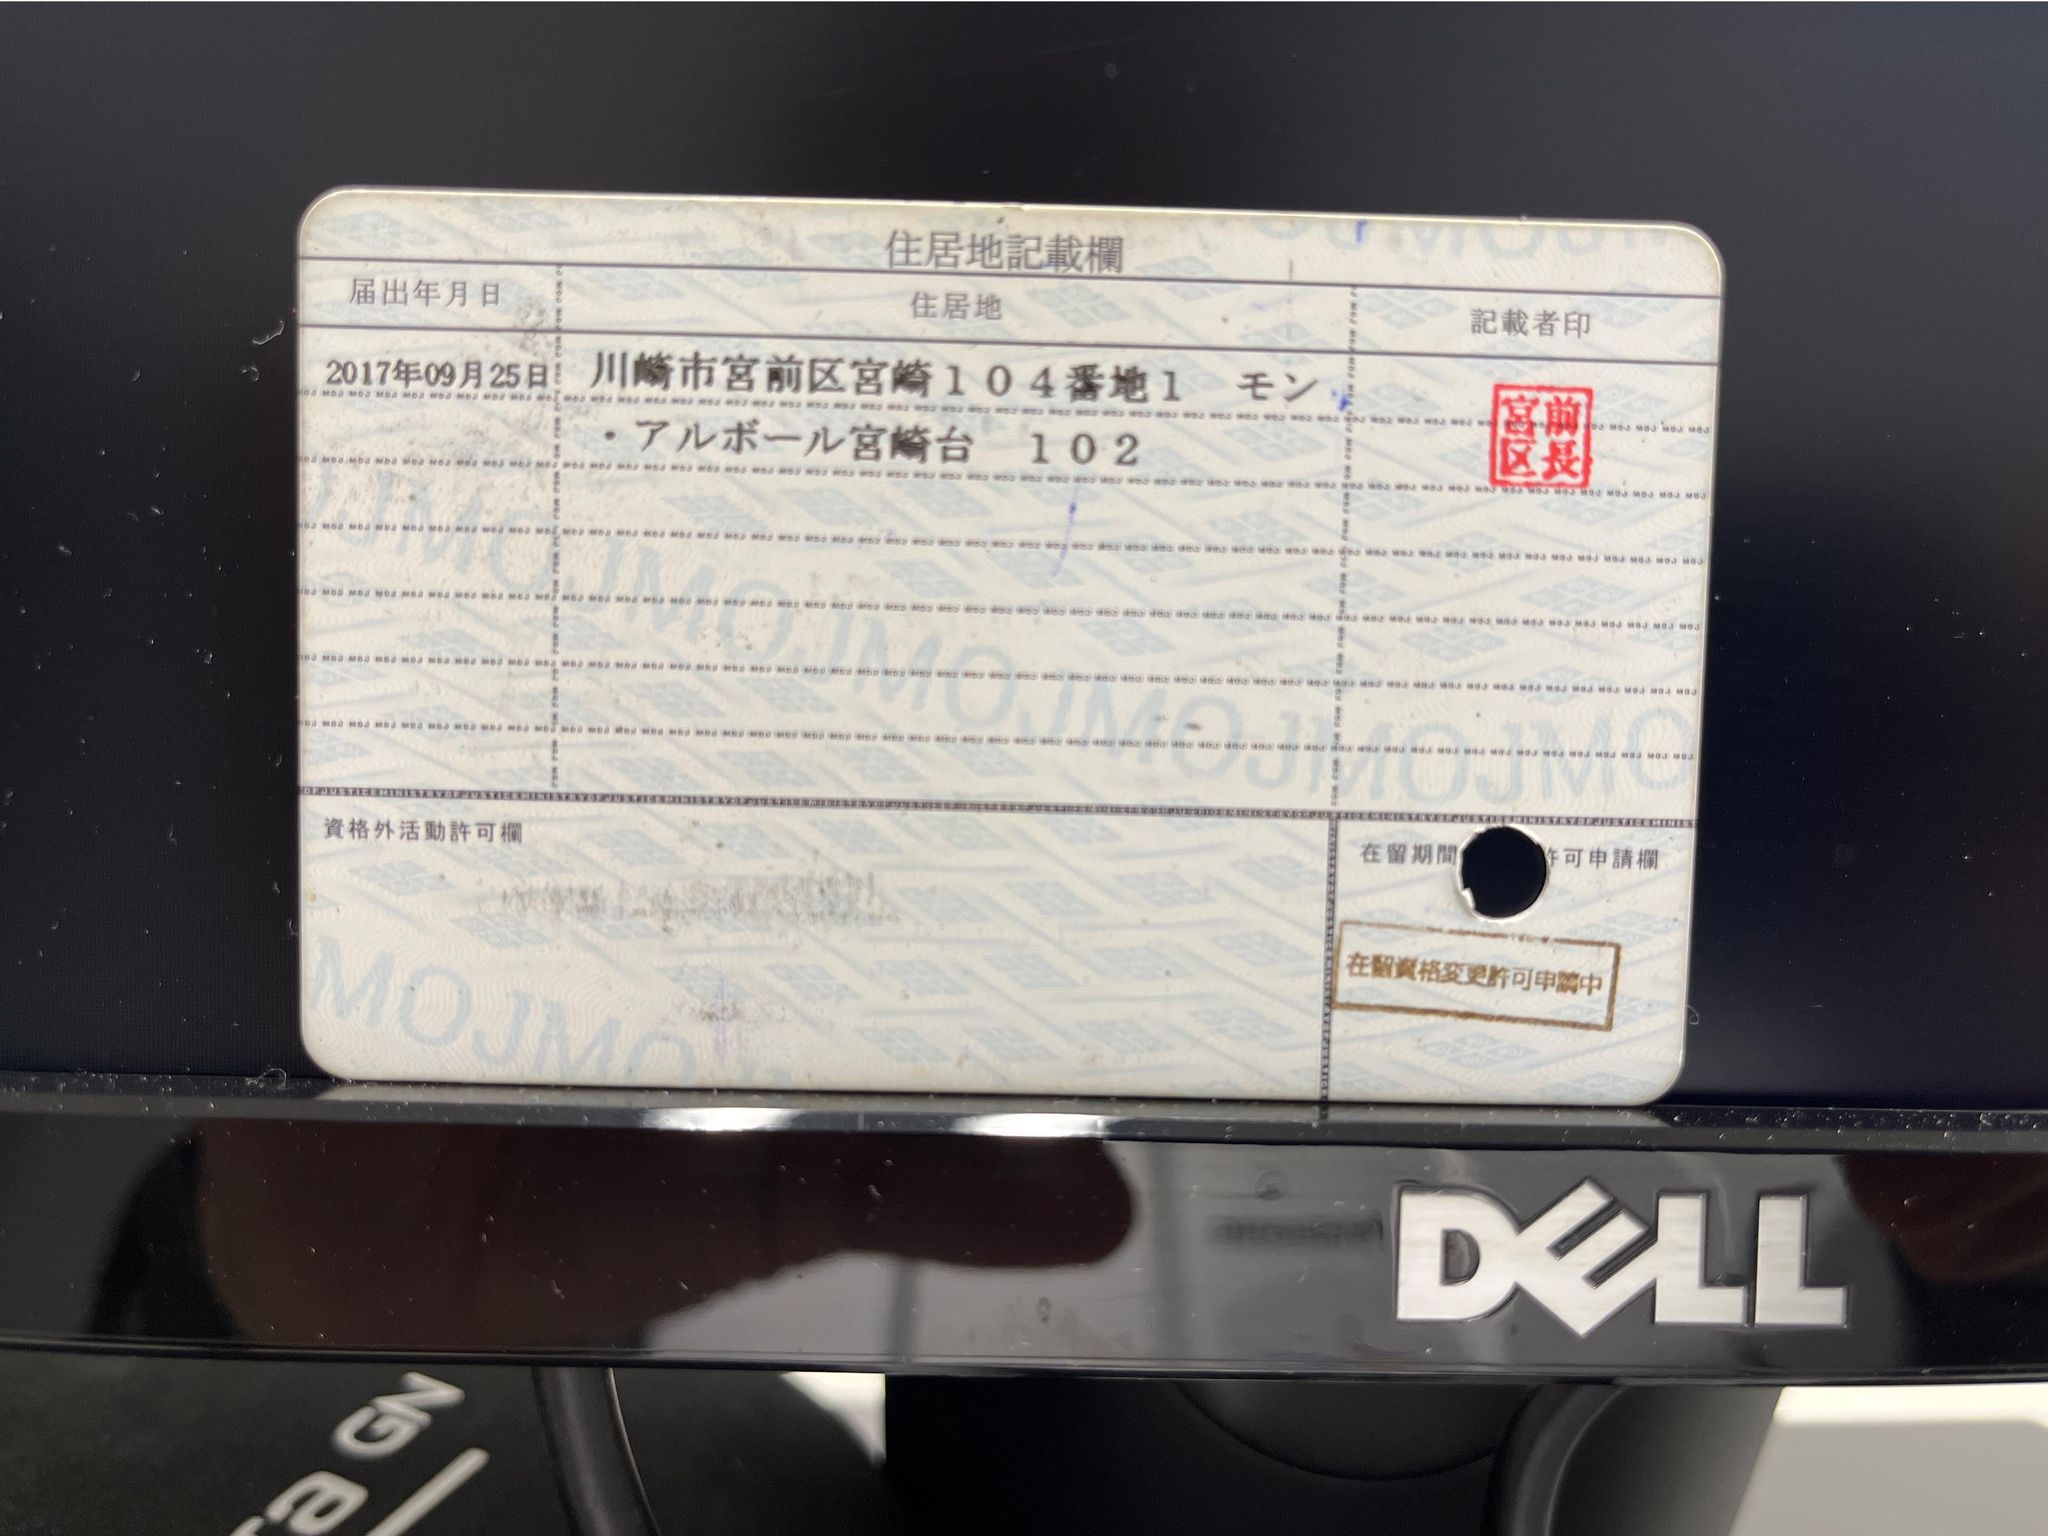 住居地記載欄
届出年月日 住居地 記載者印
2017年09月25日 川崎市宮前区宮崎104番地1 モン
・アルボール宮崎台 102
宮前
区長
MOJMOJMOJMOJMOJMO
資格外活動許可欄
在留期間 許可申請欄
在留資格変更許可申請中
MOJMOJMO
DELL
GN